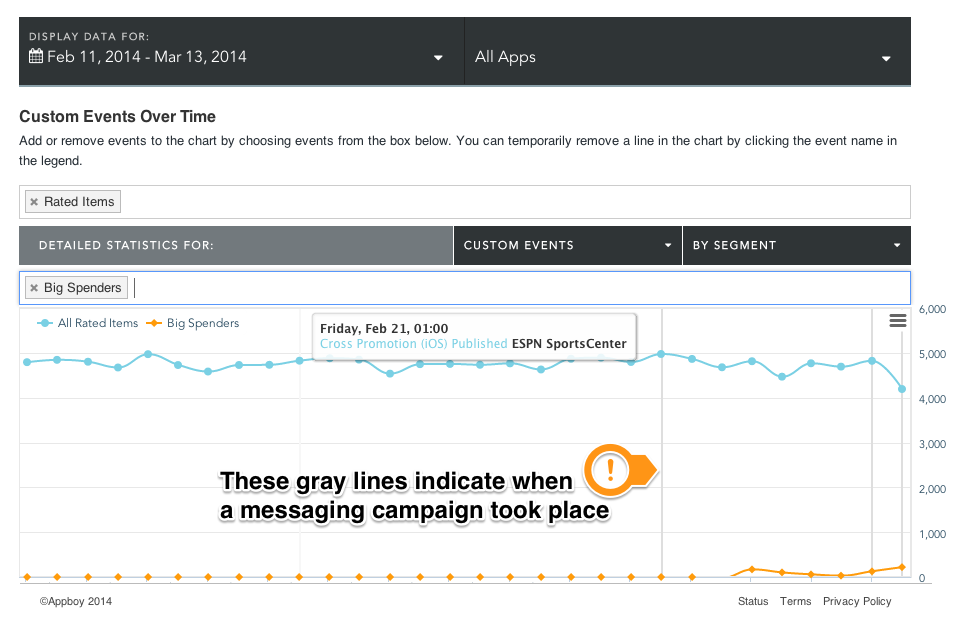 DISPLAY DATA FOR:
Feb 11, 2014 - Mar 13, 2014
All Apps
Custom Events Over Time
Add or remove events to the chart by choosing events from the box below. You can temporarily remove a line in the chart by clicking the event name in
the legend.
× Rated Items
DETAILED STATISTICS FOR:
CUSTOM EVENTS
BY SEGMENT
× Big Spenders
All Rated Items
Big Spenders
Friday, Feb 21, 01:00
Cross Promotion (iOS) Published ESPN SportsCenter
6,000
5,000
4,000
3,000
2,000
1,000
0
!
These gray lines indicate when
a messaging campaign took place
©Appboy 2014
Status Terms Privacy Policy